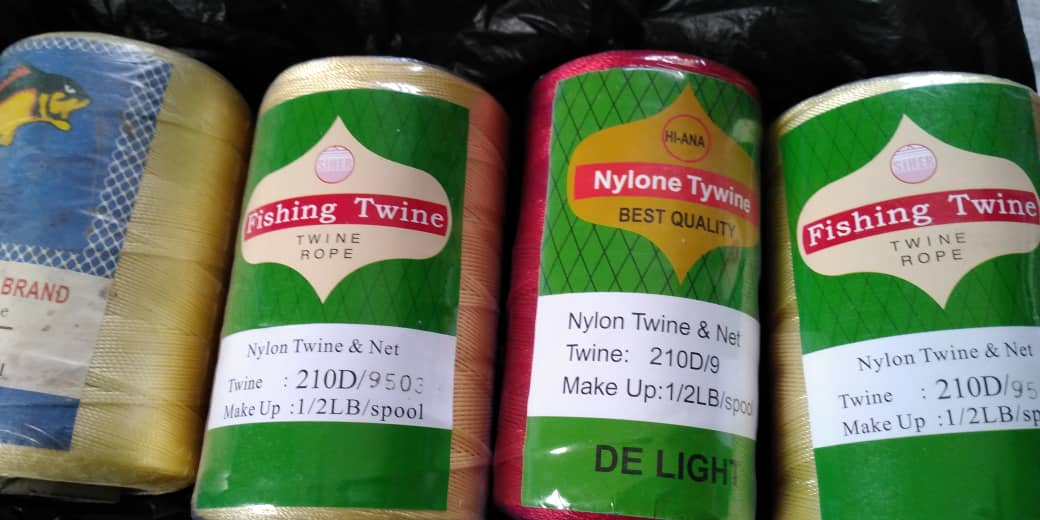 BRAND
SIHER
Fishing Twine
TWINE
ROPE
Nylon Twine & Net
Twine : 210D/9503
Make Up :1/2LB/spool
HI-ANA
Nylone Tywine
BEST QUALITY
Nylon Twine & Net
Twine: 210D/9
Make Up:1/2LB/spool
DE LIGHT
SIHER
Fishing Twine
TWINE
ROPE
Nylon Twine & Net
Twine : 210D/95
Make Up :1/2LB/sp